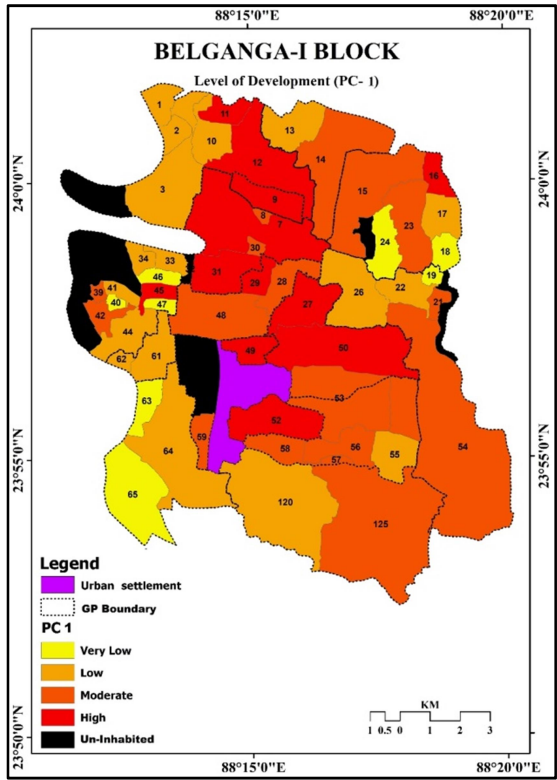 88°15'0"E 88°20'0"E
BELGANGA-I BLOCK
Level of Development (PC- 1)
1
11
2
10
13
12
14
24°0'0"N
24°0'0"N
3
15
16
9
8
7
23
17
24
18
30
34
33
46
31
29
28
26
22
19
39
41
45
40
47
27
21
42
48
44
62
61
49
50
63
53
52
59
64
58
56
57
55
54
23°55'0"N
23°55'0"N
65
120
125
Legend
Urban settlement
GP Boundary
PC 1
Very Low
Low
Moderate
High
Un-Inhabited
KM
1 0.5 0 1 2 3
23°50'0"N
88°15'0"E 88°20'0"E